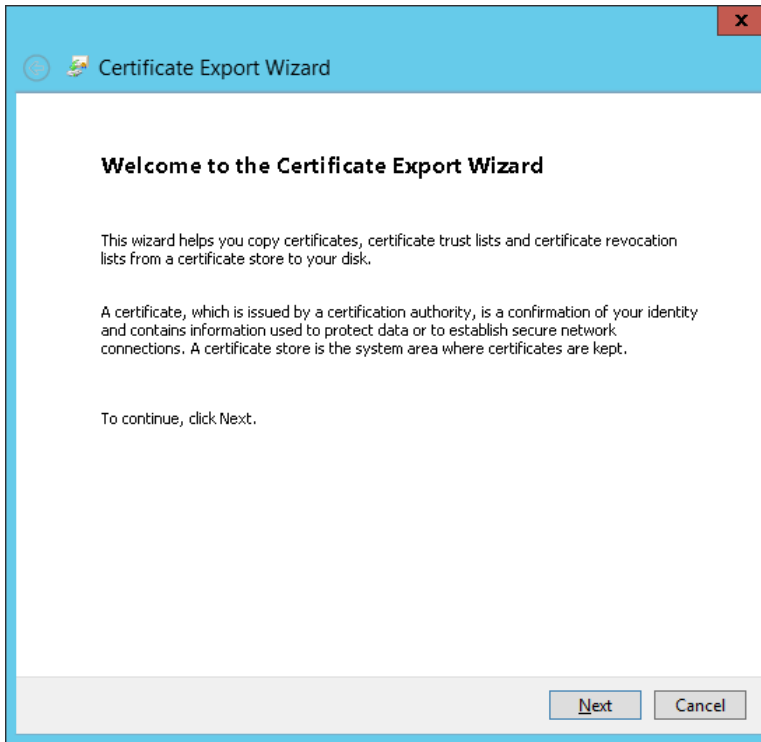 x
Certificate Export Wizard
Welcome to the Certificate Export Wizard
This wizard helps you copy certificates, certificate trust lists and certificate revocation
lists from a certificate store to your disk.
A certificate, which is issued by a certification authority, is a confirmation of your identity
and contains information used to protect data or to establish secure network
connections. A certificate store is the system area where certificates are kept.
To continue, click Next.
Next
Cancel